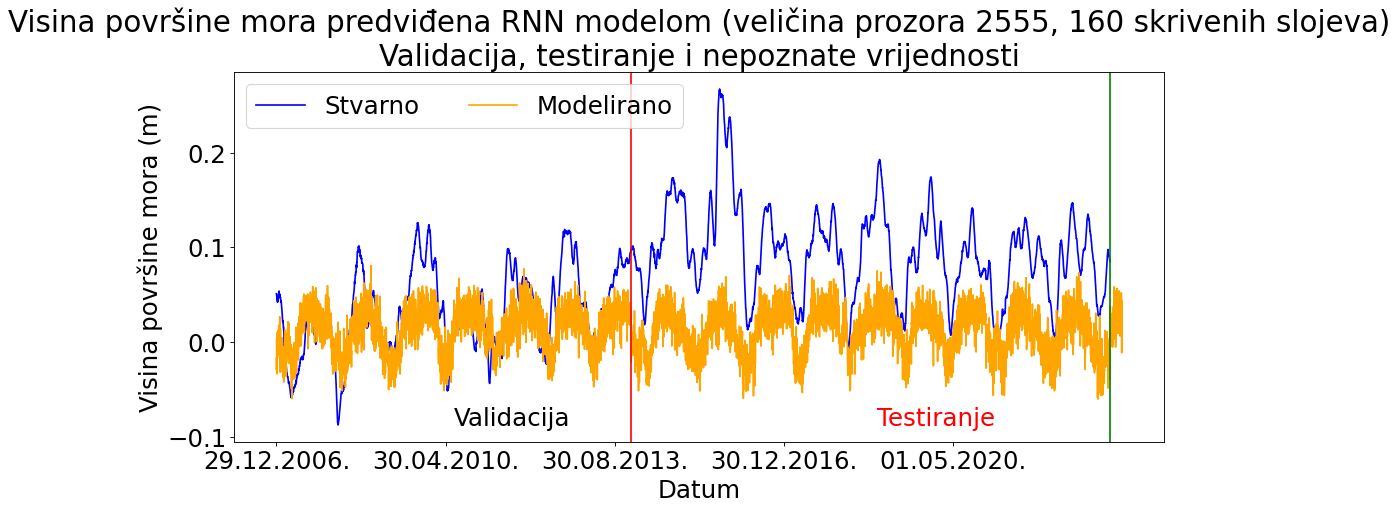 Visina površine mora predviđena RNN modelom (veličina prozora 2555, 160 skrivenih slojeva)
Validacija, testiranje i nepoznate vrijednosti
Stvarno Modelirano
Visina površine mora (m)
0.2
0.1
0.0
−0.1
Validacija Testiranje
29.12.2006. 30.04.2010. 30.08.2013. 30.12.2016. 01.05.2020.
Datum